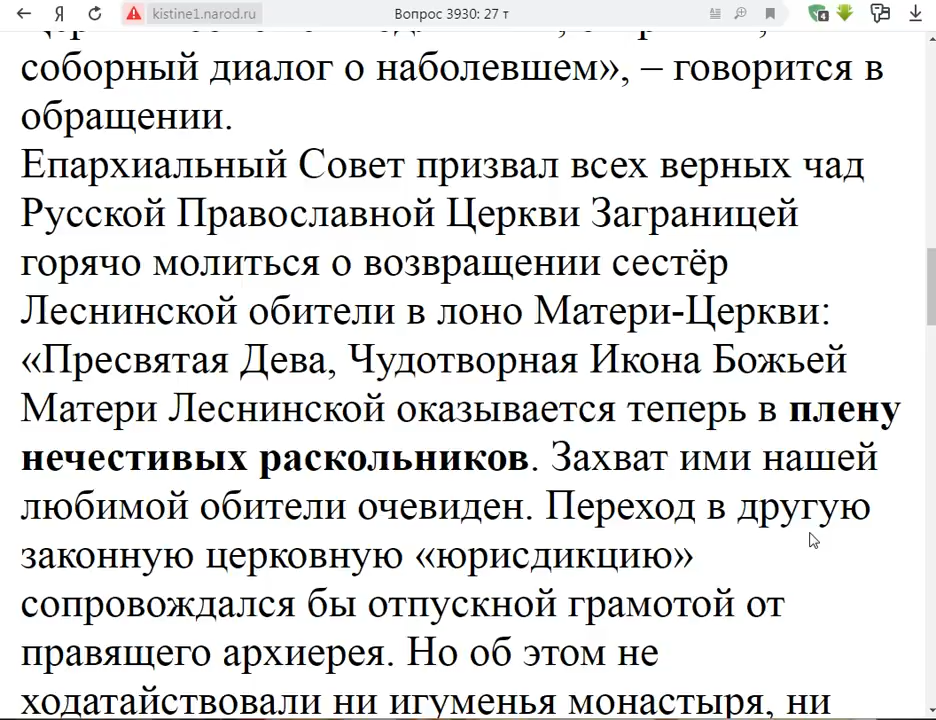 kistine1.narod.ru
Вопрос 3930: 27 т
4
соборный диалог о наболевшем», – говорится в
обращении.
Епархиальный Совет призвал всех верных чад
Русской Православной Церкви Заграницей
горячо молиться о возвращении сестёр
Леснинской обители в лоно Матери-Церкви:
«Пресвятая Дева, Чудотворная Икона Божьей
Матери Леснинской оказывается теперь в плену
нечестивых раскольников. Захват ими нашей
любимой обители очевиден. Переход в другую
законную церковную «юрисдикцию»
сопровождался бы отпускной грамотой от
правящего архиерея. Но об этом не
ходатайствовали ни игуменья монастыря, ни